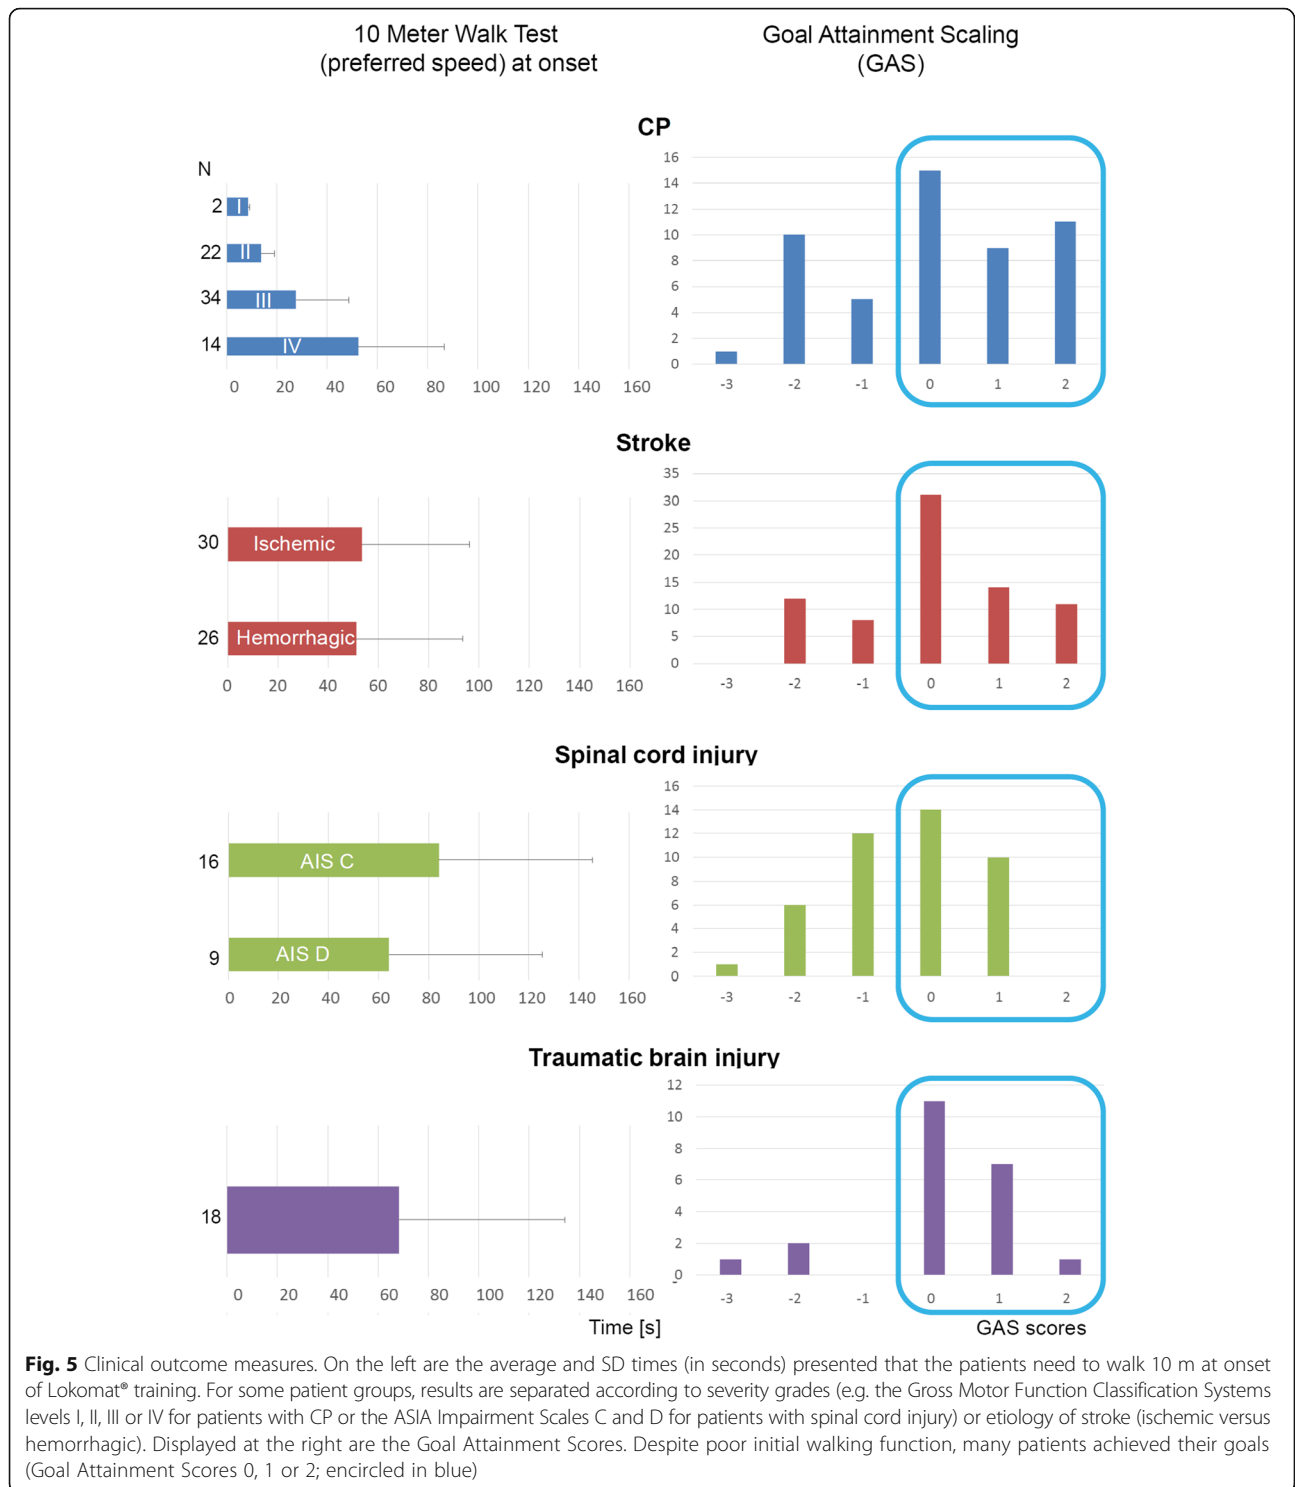 10 Meter Walk Test
(preferred speed) at onset
Goal Attainment Scaling
(GAS)
CP
N
2 I
22 II
34 III
14 IV
0 20 40 60 80 100 120 140 160
16
14
12
10
8
6
4
2
0
-3 -2 -1 0 1 2
Stroke
30 Ischemic
26 Hemorrhagic
0 20 40 60 80 100 120 140 160
35
30
25
20
15
10
5
0
-3 -2 -1 0 1 2
Spinal cord injury
16 AIS C
9 AIS D
0 20 40 60 80 100 120 140 160
16
14
12
10
8
6
4
2
0
-3 -2 -1 0 1 2
Traumatic brain injury
18
0 20 40 60 80 100 120 140 160
Time [s]
12
10
8
6
4
2
0
-
-3 -2 -1 0 1 2
GAS scores
Fig. 5 Clinical outcome measures. On the left are the average and SD times (in seconds) presented that the patients need to walk 10 m at onset
of Lokomat® training. For some patient groups, results are separated according to severity grades (e.g. the Gross Motor Function Classification Systems
levels I, II, III or IV for patients with CP or the ASIA Impairment Scales C and D for patients with spinal cord injury) or etiology of stroke (ischemic versus
hemorrhagic). Displayed at the right are the Goal Attainment Scores. Despite poor initial walking function, many patients achieved their goals
(Goal Attainment Scores 0, 1 or 2; encircled in blue)